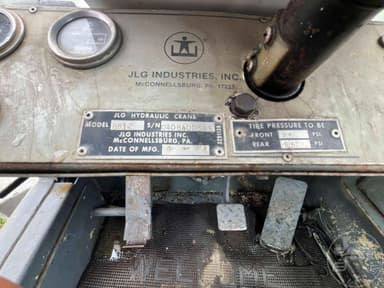 JLG INDUSTRIES, INC.
McCONNELLSBURG, PA. 17233
JLG HYDRAULIC CRANE
MODEL S/N
JLG INDUSTRIES INC.
McCONNELLSBURG, PA.
DATE OF MFG.
TIRE PRESSURE TO BE
FRONT PSI
REAR PSI
WELCOME